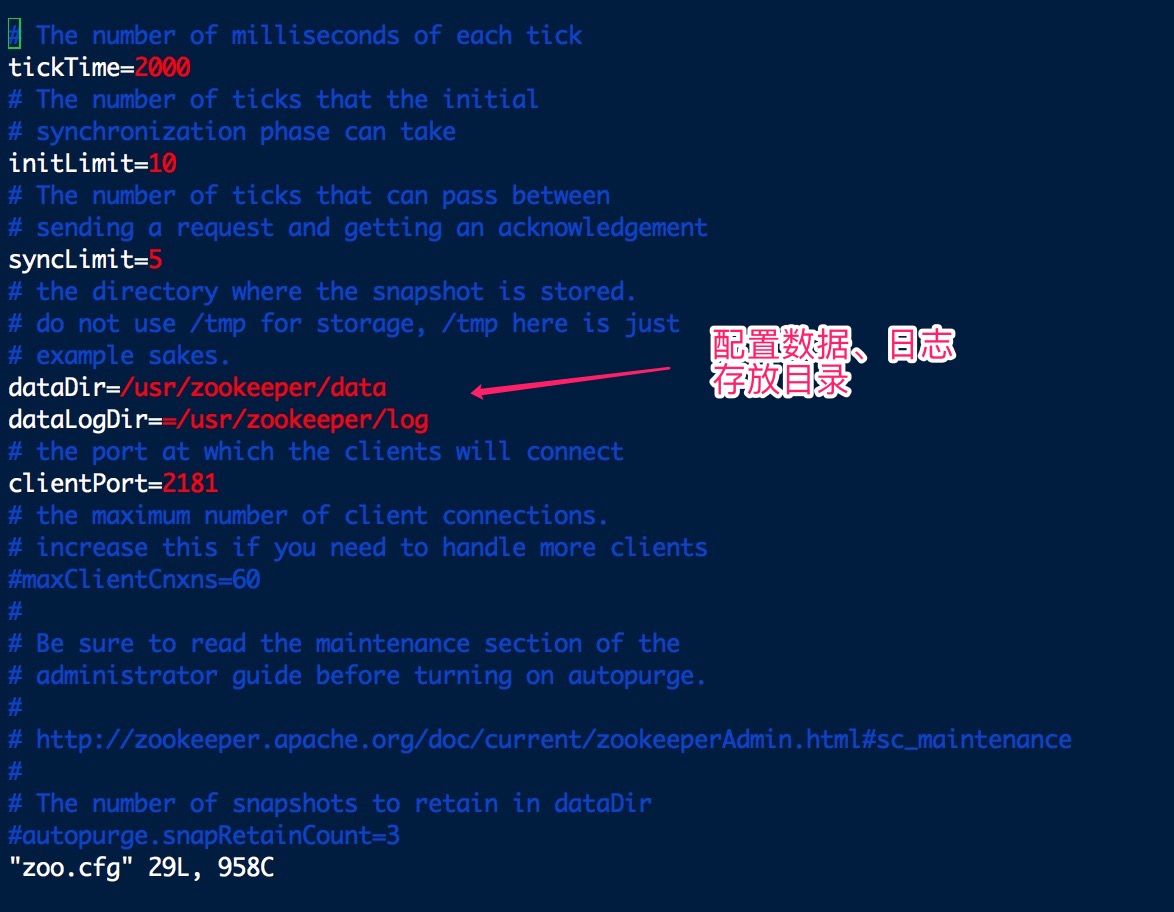 # The number of milliseconds of each tick
tickTime=2000
# The number of ticks that the initial
# synchronization phase can take
initLimit=10
# The number of ticks that can pass between
# sending a request and getting an acknowledgement
syncLimit=5
# the directory where the snapshot is stored.
# do not use /tmp for storage, /tmp here is just
# example sakes.
配置数据、日志
存放目录
dataDir=/usr/zookeeper/data
dataLogDir==/usr/zookeeper/log
# the port at which the clients will connect
clientPort=2181
# the maximum number of client connections.
# increase this if you need to handle more clients
#maxClientCnxns=60
#
# Be sure to read the maintenance section of the
# administrator guide before turning on autopurge.
#
# http://zookeeper.apache.org/doc/current/zookeeperAdmin.html#sc_maintenance
#
# The number of snapshots to retain in dataDir
#autopurge.snapRetainCount=3
"zoo.cfg" 29L, 958C